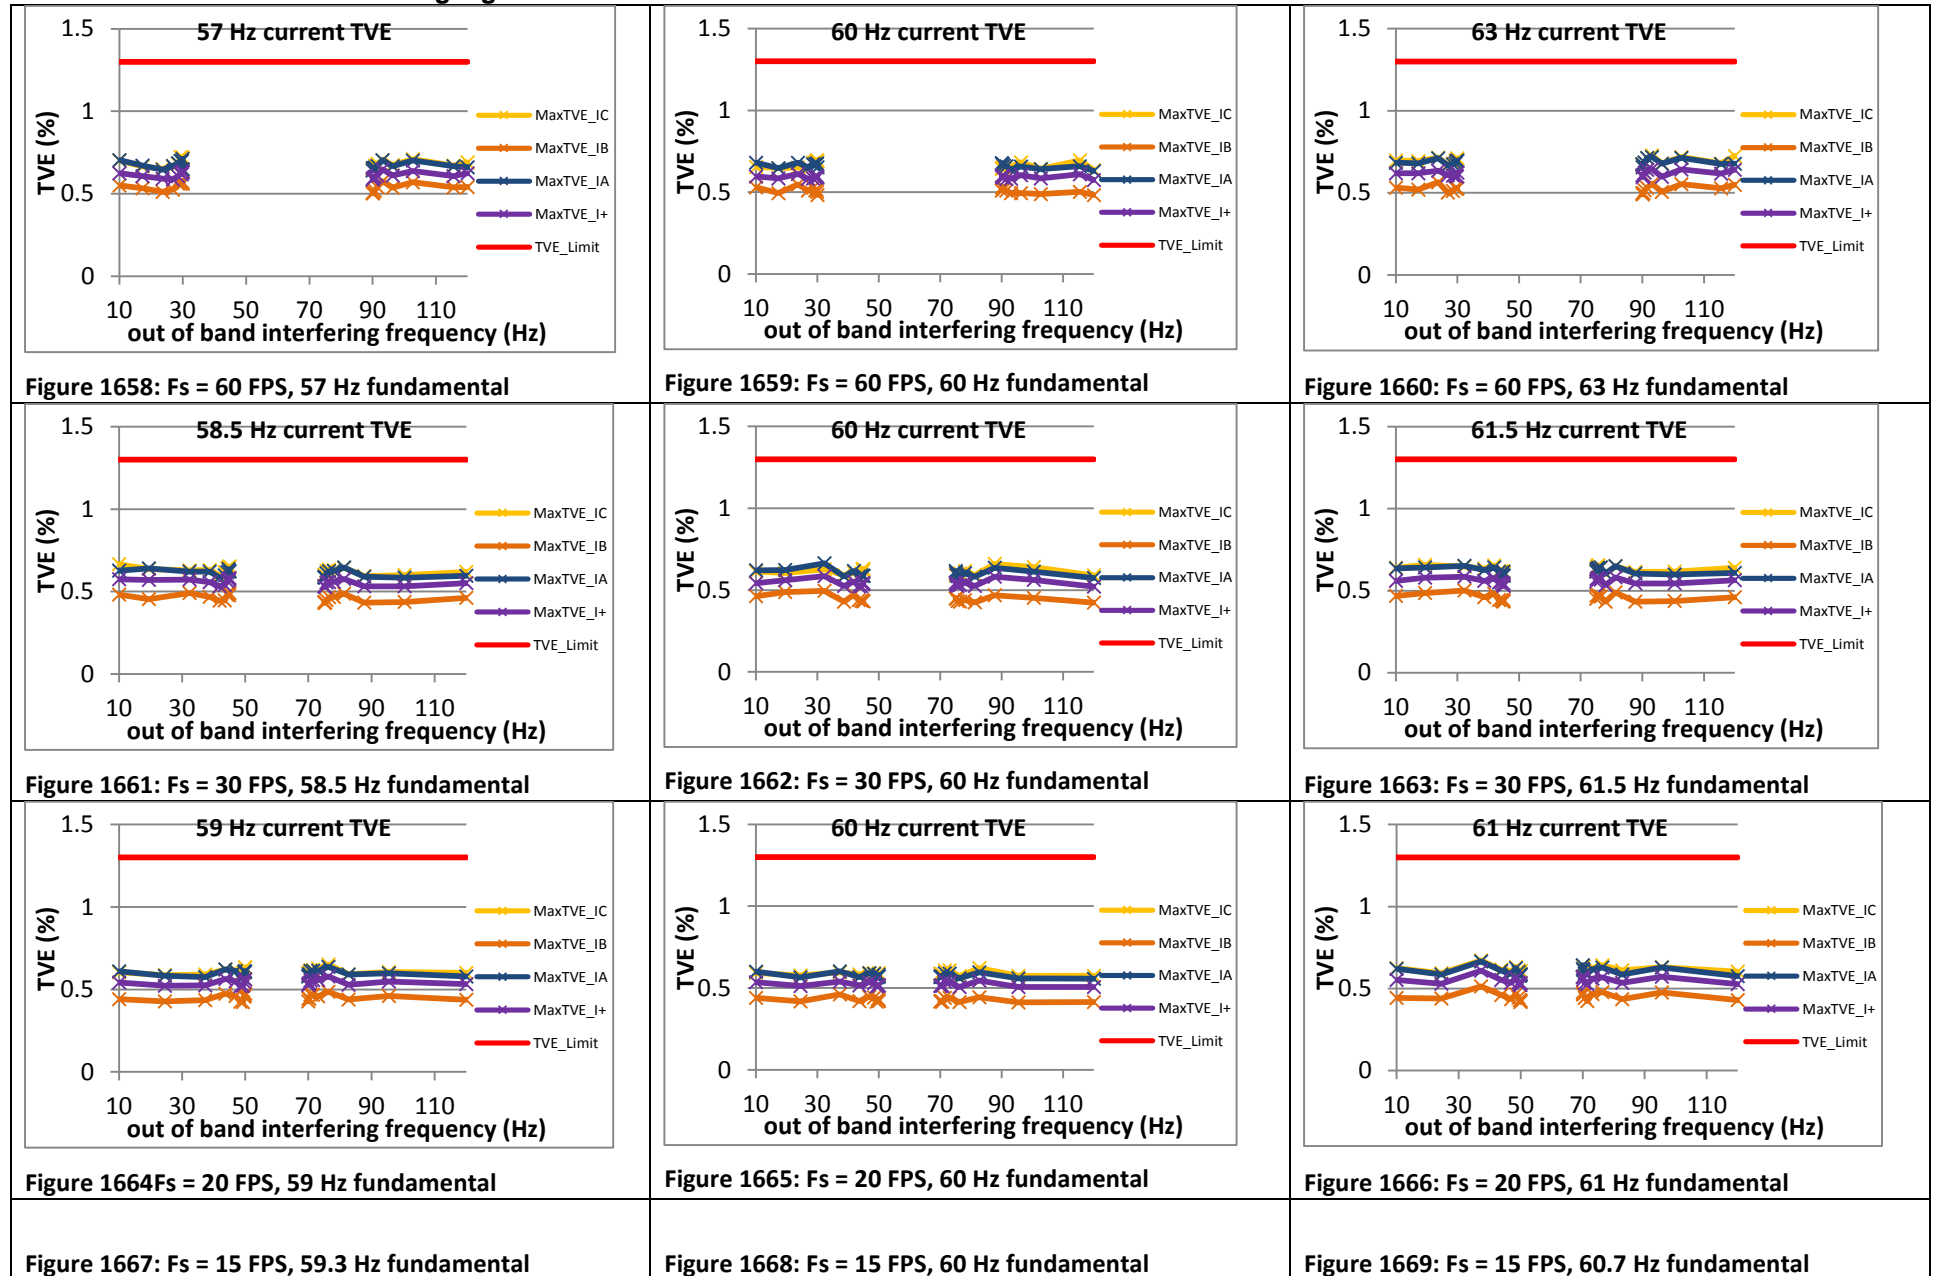 57 Hz current TVE
1.5
1
0.5
0
TVE (%)
10 30 50 70 90 110
out of band interfering frequency (Hz)
MaxTVE_IC
MaxTVE_IB
MaxTVE_IA
MaxTVE_I+
TVE_Limit
Figure 1658: Fs = 60 FPS, 57 Hz fundamental
60 Hz current TVE
1.5
1
0.5
0
TVE (%)
10 30 50 70 90 110
out of band interfering frequency (Hz)
MaxTVE_IC
MaxTVE_IB
MaxTVE_IA
MaxTVE_I+
TVE_Limit
Figure 1659: Fs = 60 FPS, 60 Hz fundamental
63 Hz current TVE
1.5
1
0.5
0
TVE (%)
10 30 50 70 90 110
out of band interfering frequency (Hz)
MaxTVE_IC
MaxTVE_IB
MaxTVE_IA
MaxTVE_I+
TVE_Limit
Figure 1660: Fs = 60 FPS, 63 Hz fundamental
58.5 Hz current TVE
1.5
1
0.5
0
TVE (%)
10 30 50 70 90 110
out of band interfering frequency (Hz)
MaxTVE_IC
MaxTVE_IB
MaxTVE_IA
MaxTVE_I+
TVE_Limit
Figure 1661: Fs = 30 FPS, 58.5 Hz fundamental
60 Hz current TVE
1.5
1
0.5
0
TVE (%)
10 30 50 70 90 110
out of band interfering frequency (Hz)
MaxTVE_IC
MaxTVE_IB
MaxTVE_IA
MaxTVE_I+
TVE_Limit
Figure 1662: Fs = 30 FPS, 60 Hz fundamental
61.5 Hz current TVE
1.5
1
0.5
0
TVE (%)
10 30 50 70 90 110
out of band interfering frequency (Hz)
MaxTVE_IC
MaxTVE_IB
MaxTVE_IA
MaxTVE_I+
TVE_Limit
Figure 1663: Fs = 30 FPS, 61.5 Hz fundamental
59 Hz current TVE
1.5
1
0.5
0
TVE (%)
10 30 50 70 90 110
out of band interfering frequency (Hz)
MaxTVE_IC
MaxTVE_IB
MaxTVE_IA
MaxTVE_I+
TVE_Limit
Figure 1664Fs = 20 FPS, 59 Hz fundamental
60 Hz current TVE
1.5
1
0.5
0
TVE (%)
10 30 50 70 90 110
out of band interfering frequency (Hz)
MaxTVE_IC
MaxTVE_IB
MaxTVE_IA
MaxTVE_I+
TVE_Limit
Figure 1665: Fs = 20 FPS, 60 Hz fundamental
61 Hz current TVE
1.5
1
0.5
0
TVE (%)
10 30 50 70 90 110
out of band interfering frequency (Hz)
MaxTVE_IC
MaxTVE_IB
MaxTVE_IA
MaxTVE_I+
TVE_Limit
Figure 1666: Fs = 20 FPS, 61 Hz fundamental
Figure 1667: Fs = 15 FPS, 59.3 Hz fundamental
Figure 1668: Fs = 15 FPS, 60 Hz fundamental
Figure 1669: Fs = 15 FPS, 60.7 Hz fundamental